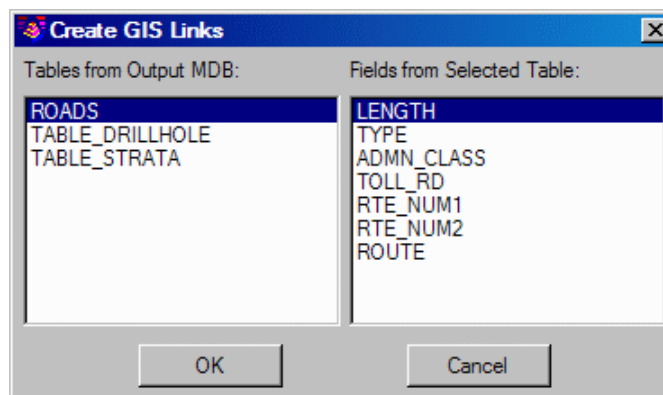 Create GIS Links
Tables from Output MDB:
Fields from Selected Table:
ROADS
TABLE_DRILLHOLE
TABLE_STRATA
LENGTH
TYPE
ADMN_CLASS
TOLL_RD
RTE_NUM1
RTE_NUM2
ROUTE
OK
Cancel